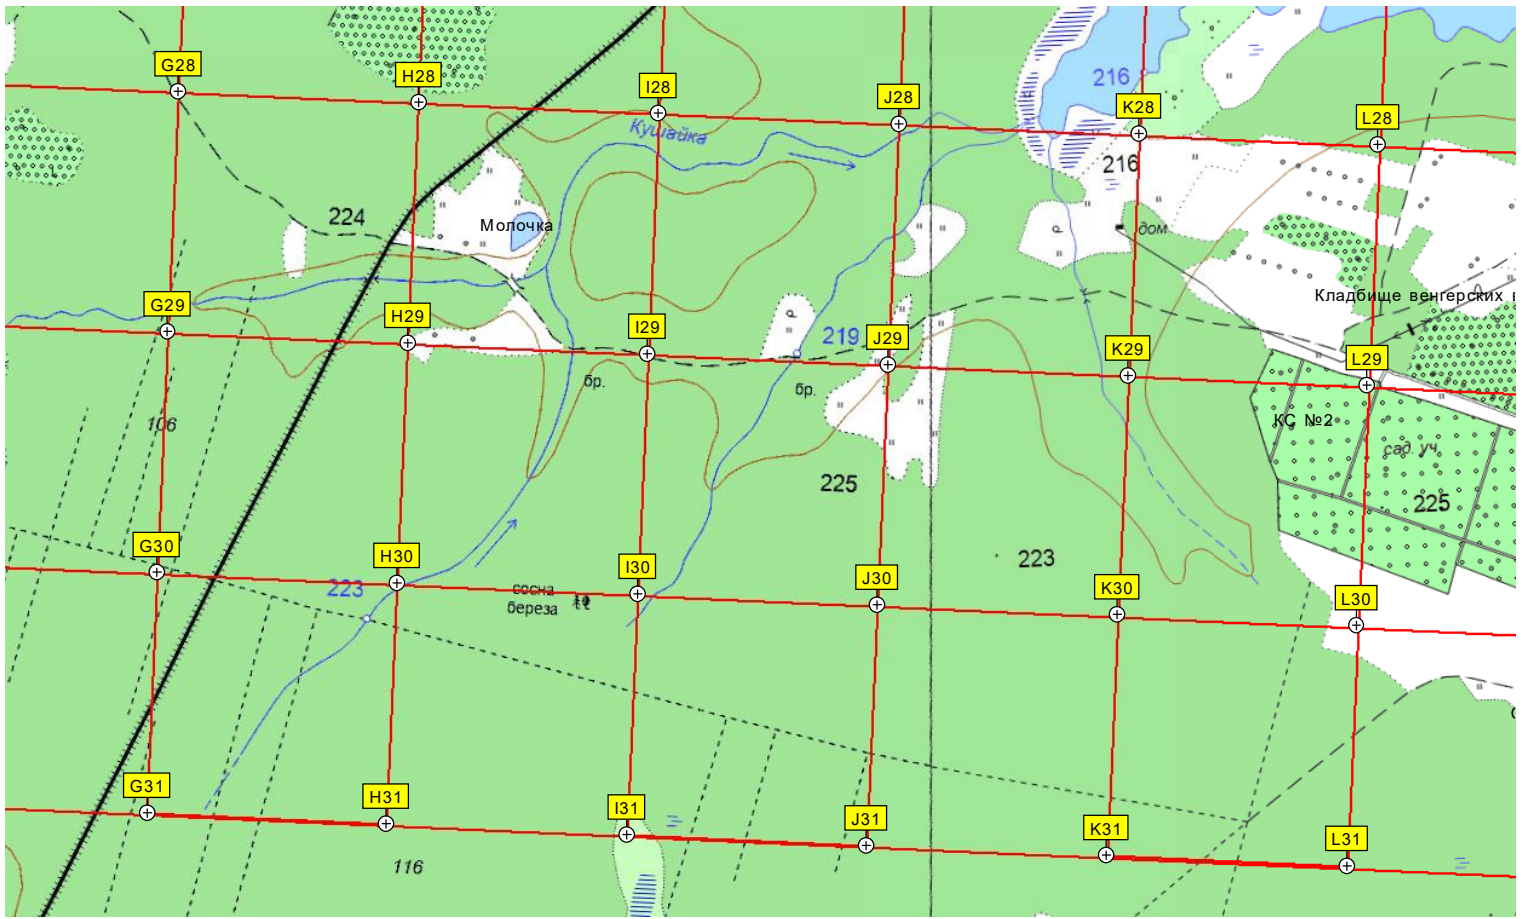 G28
H28
I28
J28
216
K28
L28
Кушайка
216
224
Молочка
дом
G29
H29
I29
219
J29
Кладбище венгерских
K29
L29
бр.
бр.
106
КС №2
сад. уч.
225
225
G30
H30
I30
J30
K30
L30
223
223
сосна
береза
G31
H31
I31
J31
K31
L31
116